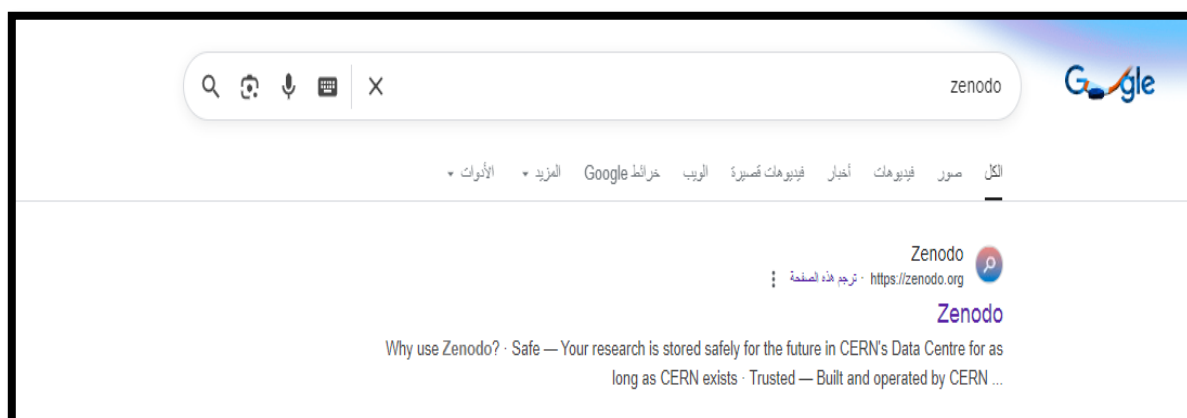 zenodo
Google
الكل صور فيديوهات أخبار فيديوهات قصيرة الويب خرائط Google المزيد الأدوات
Zenodo
https://zenodo.org · ترجم هذه الصفحة
Zenodo
Why use Zenodo? · Safe — Your research is stored safely for the future in CERN's Data Centre for as
long as CERN exists · Trusted — Built and operated by CERN ...